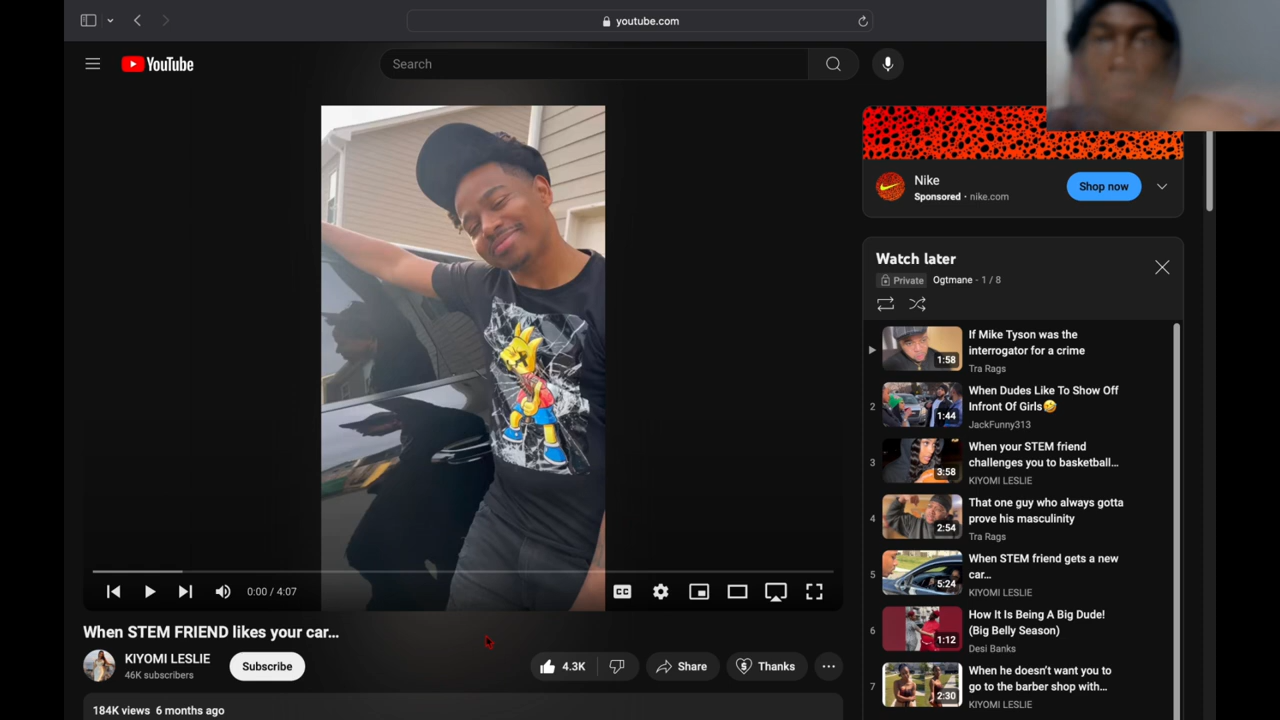 youtube.com
YouTube
Search
0:00 / 4:07
When STEM FRIEND likes your car...
KIYOMI LESLIE
46K subscribers
Subscribe
4.3K
Share
Thanks
184K views 6 months ago
Nike
Sponsored • nike.com
Shop now
Watch later
Private
Ogtmane - 1 / 8
1:58
If Mike Tyson was the
interrogator for a crime
Tra Rags
2
1:44
When Dudes Like To Show Off
Infront Of Girls🤣
JackFunny313
3
3:58
When your STEM friend
challenges you to basketball...
KIYOMI LESLIE
4
2:54
That one guy who always gotta
prove his masculinity
Tra Rags
5
5:24
When STEM friend gets a new
car...
KIYOMI LESLIE
6
1:12
How It Is Being A Big Dude!
(Big Belly Season)
Desi Banks
7
2:30
When he doesn't want you to
go to the barber shop with...
KIYOMI LESLIE